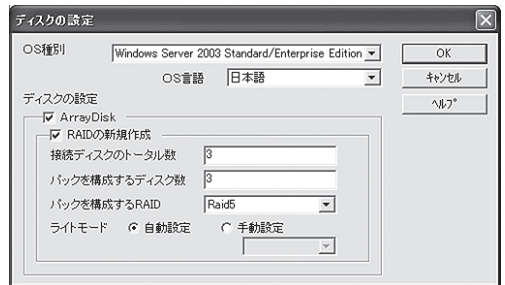 ディスクの設定
OS種別 Windows Server 2003 Standard/Enterprise Edition OK
OS言語 日本語 キャンセル
ディスクの設定 ヘルプ
ArrayDisk
RAIDの新規作成
接続ディスクのトータル数 3
パックを構成するディスク数 3
パックを構成するRAID Raid5
ライトモード 自動設定 手動設定